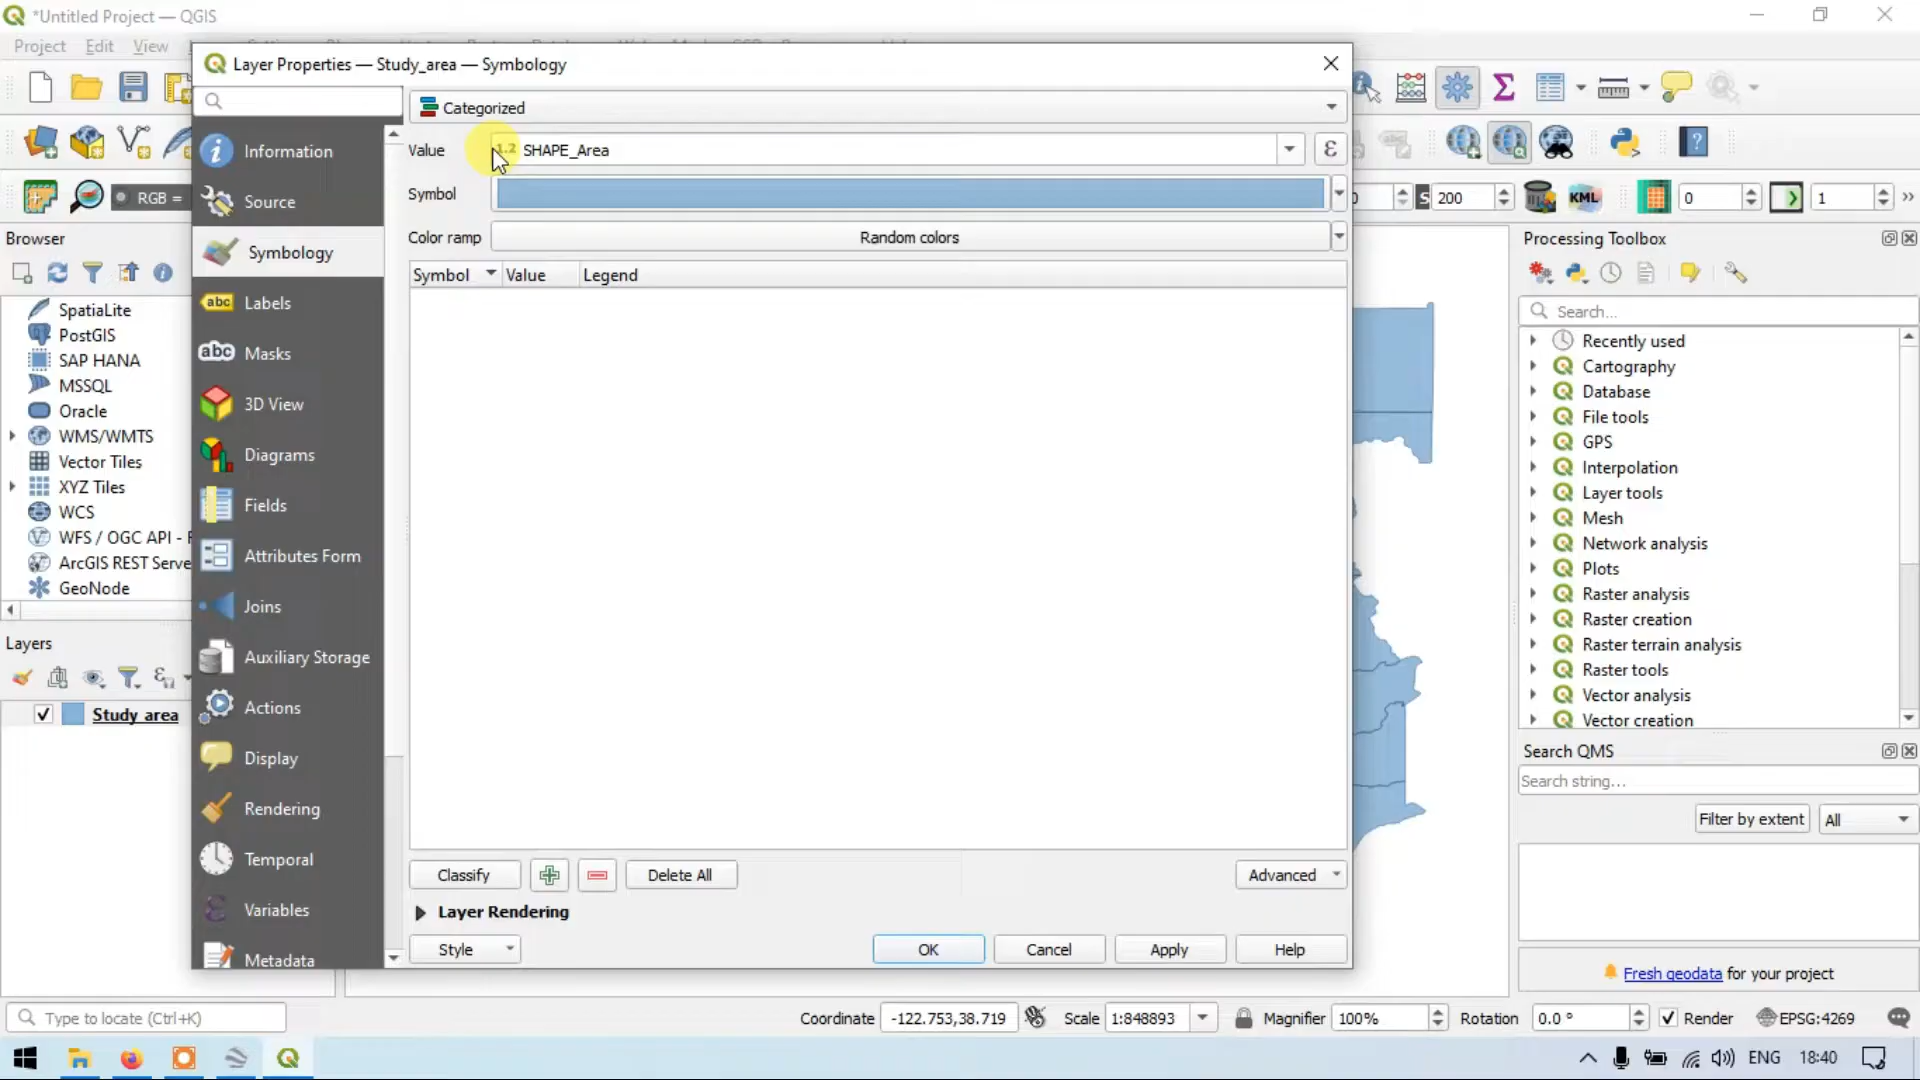 *Untitled Project — QGIS
Project Edit View
Layer Properties — Study_area — Symbology
Categorized
Value 1.2 SHAPE_Area ε
Symbol
Color ramp Random colors
Symbol Value Legend
Information
Source
Symbology
abc Labels
abc Masks
3D View
Diagrams
Fields
Attributes Form
Joins
Auxiliary Storage
Actions
Display
Rendering
Temporal
Variables
Metadata
Classify Delete All Advanced
Layer Rendering
Style OK Cancel Apply Help
RGB =
S 200 KML 0 1 »
Browser
SpatiaLite
PostGIS
SAP HANA
MSSQL
Oracle
WMS/WMTS
Vector Tiles
XYZ Tiles
WCS
WFS / OGC API -
ArcGIS REST Serve
GeoNode
Layers
Study_area
Processing Toolbox
Search...
Recently used
Cartography
Database
File tools
GPS
Interpolation
Layer tools
Mesh
Network analysis
Plots
Raster analysis
Raster creation
Raster terrain analysis
Raster tools
Vector analysis
Vector creation
Search QMS
Search string...
Filter by extent All
Fresh geodata for your project
Type to locate (Ctrl+K) Coordinate -122.753,38.719 Scale 1:848893 Magnifier 100% Rotation 0.0 ° Render EPSG:4269
ENG 18:40